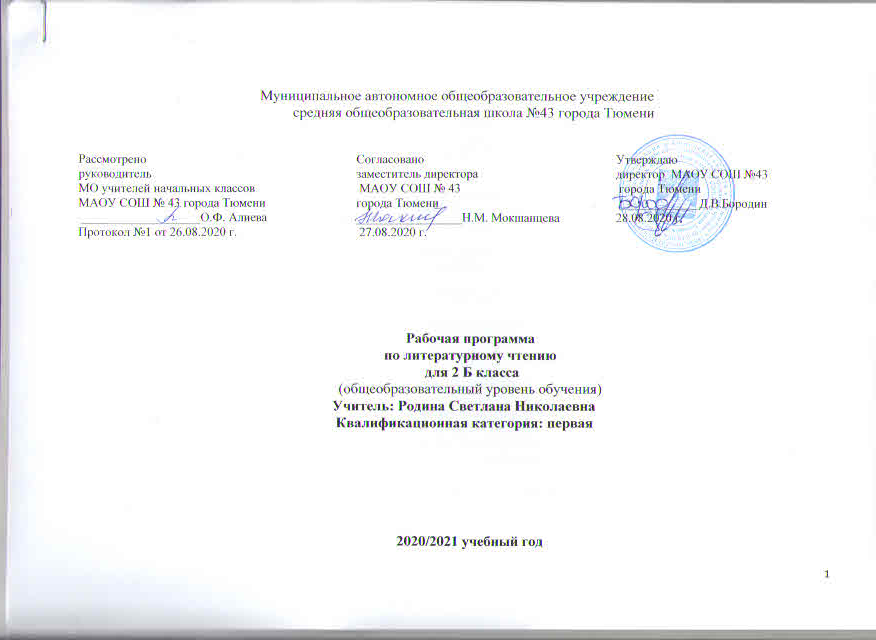 Муниципальное автономное общеобразовательное учреждение
средняя общеобразовательная школа №43 города Тюмени
Рассмотрено
руководитель
МО учителей начальных классов
МАОУ СОШ № 43 города Тюмени
О.Ф. Алиева
Протокол №1 от 26.08.2020 г.
Согласовано
заместитель директора
МАОУ СОШ № 43
города Тюмени
Н.М. Мокшанцева
27.08.2020 г.
Утверждаю
директор МАОУ СОШ №43
города Тюмени
Д.В.Бородин
28.08.2020 г.
Рабочая программа
по литературному чтению
для 2 Б класса
(общеобразовательный уровень обучения)
Учитель: Родина Светлана Николаевна
Квалификационная категория: первая
2020/2021 учебный год
1